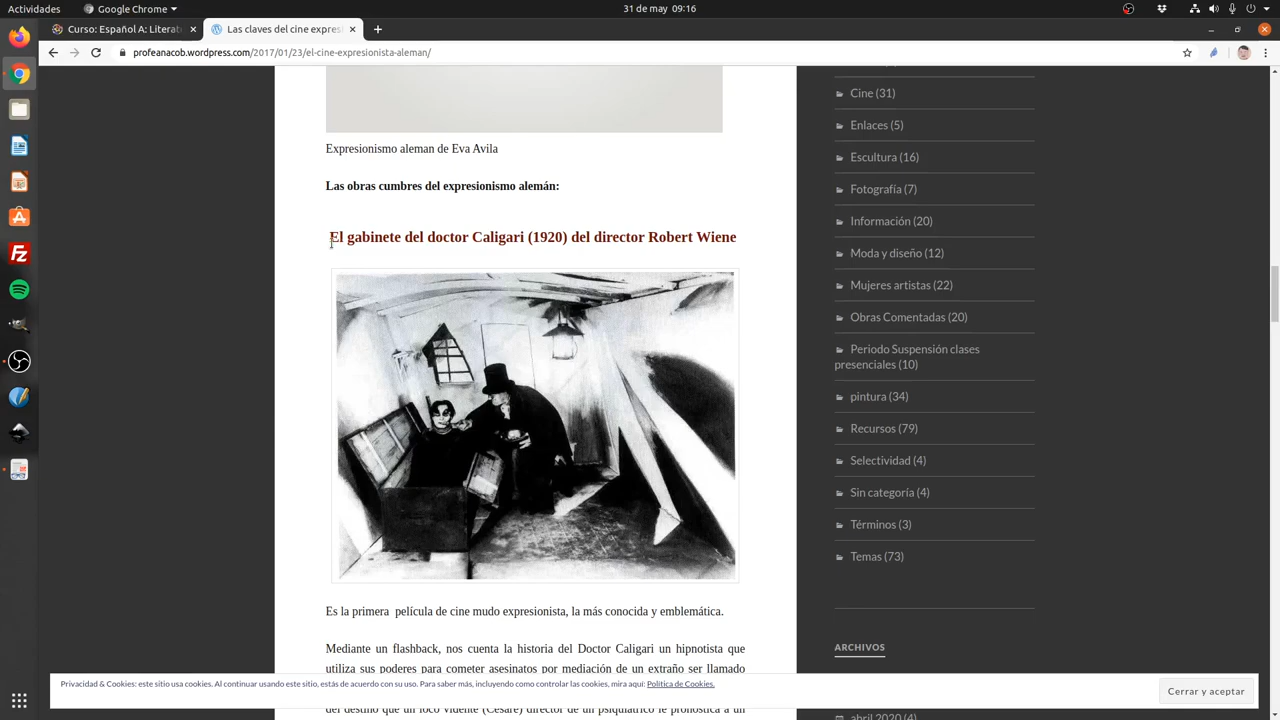 Actividades
Google Chrome
31 de may 09:16
Curso: Español A: Literat
Las claves del cine expres
profeanacob.wordpress.com/2017/01/23/el-cine-expresionista-aleman/
Expresionismo aleman de Eva Avila
Las obras cumbres del expresionismo alemán:
El gabinete del doctor Caligari (1920) del director Robert Wiene
Es la primera película de cine mudo expresionista, la más conocida y emblemática.
Mediante un flashback, nos cuenta la historia del Doctor Caligari un hipnotista que
utiliza sus poderes para cometer asesinatos por mediación de un extraño ser llamado
del destino que un loco vidente (Cesare) director de un psiquiátrico le pronostica a un
Cine (31)
Enlaces (5)
Escultura (16)
Fotografía (7)
Información (20)
Moda y diseño (12)
Mujeres artistas (22)
Obras Comentadas (20)
Periodo Suspensión clases
presenciales (10)
pintura (34)
Recursos (79)
Selectividad (4)
Sin categoría (4)
Términos (3)
Temas (73)
ARCHIVOS
abril 2020 (4)
Privacidad & Cookies: este sitio usa cookies. Al continuar usando este sitio, estás de acuerdo con su uso. Para saber más, incluyendo como controlar las cookies, mira aquí: Política de Cookies.
Cerrar y aceptar